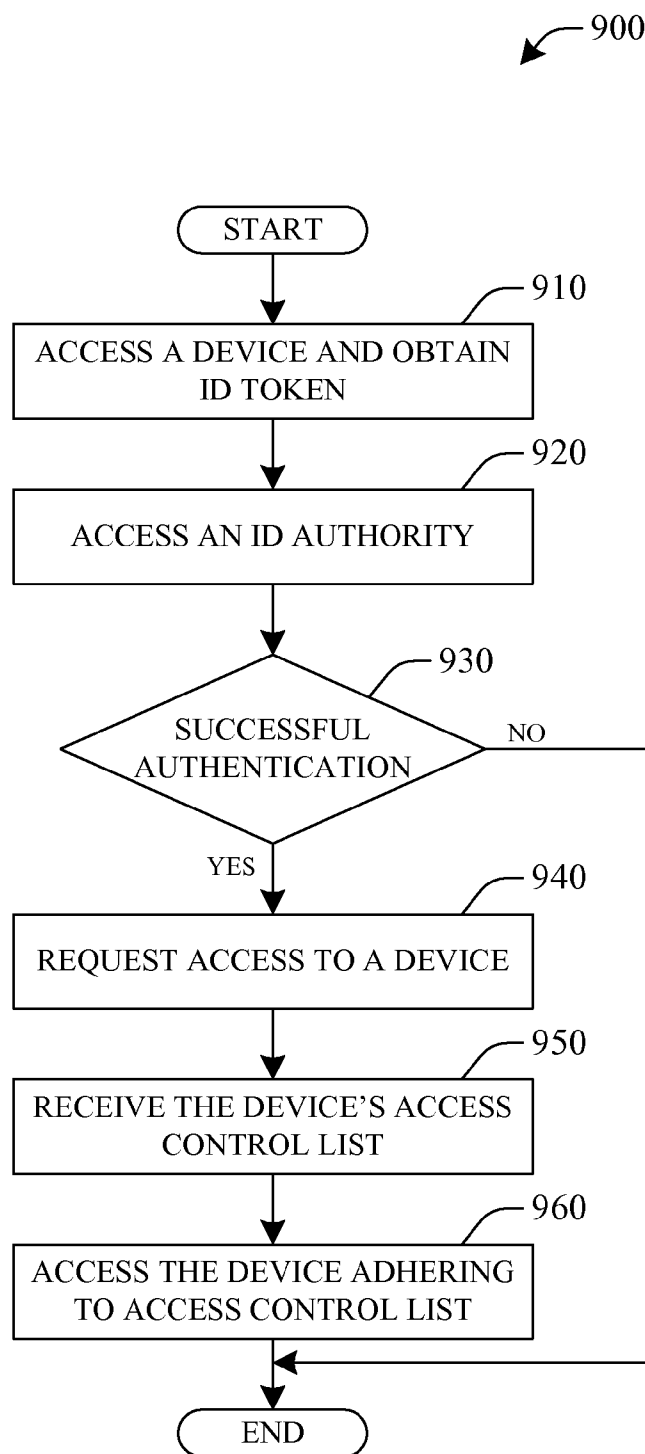 900
START
910
ACCESS A DEVICE AND OBTAIN
ID TOKEN
920
ACCESS AN ID AUTHORITY
930
SUCCESSFUL
AUTHENTICATION
NO
YES
940
REQUEST ACCESS TO A DEVICE
950
RECEIVE THE DEVICE'S ACCESS
CONTROL LIST
960
ACCESS THE DEVICE ADHERING
TO ACCESS CONTROL LIST
END